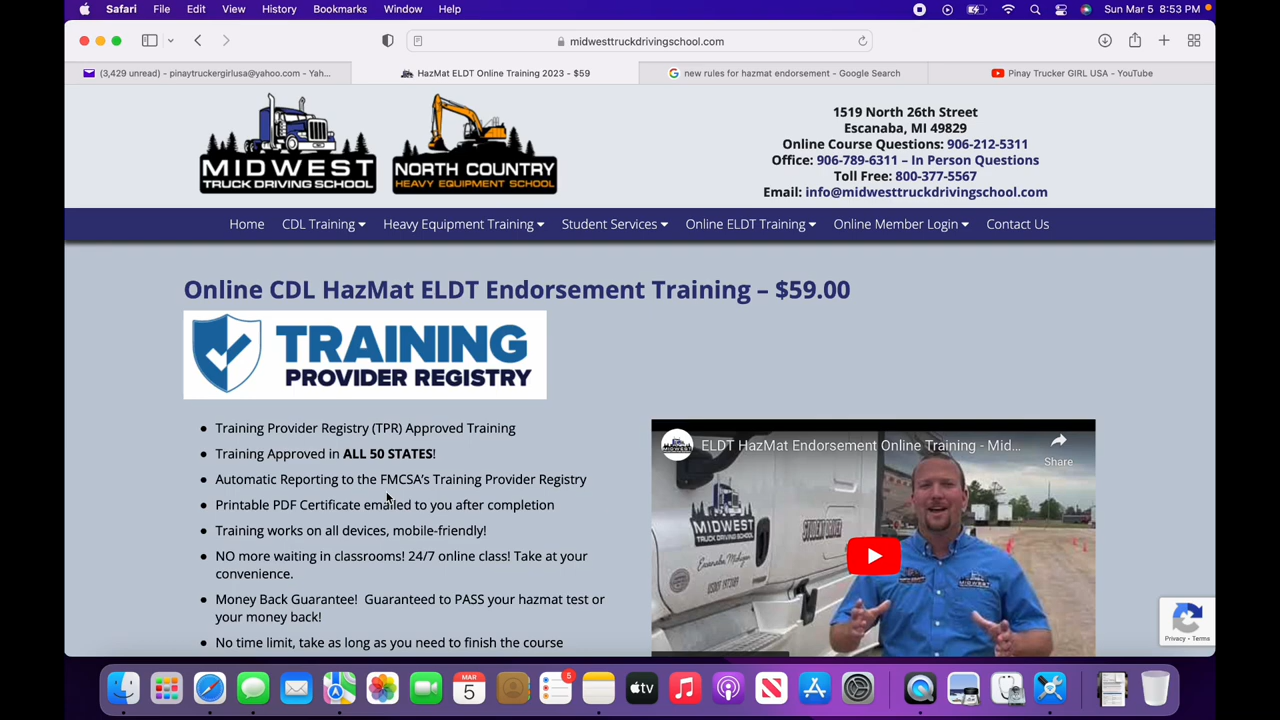 Safari File Edit View History Bookmarks Window Help Sun Mar 5 8:53 PM
midwesttruckdrivingschool.com
(3,429 unread) - pinaytruckergirlusa@yahoo.com - Yah...
HazMat ELDT Online Training 2023 - $59
new rules for hazmat endorsement - Google Search
Pinay Trucker GIRL USA - YouTube
MIDWEST
TRUCK DRIVING SCHOOL
NORTH COUNTRY
HEAVY EQUIPMENT SCHOOL
1519 North 26th Street
Escanaba, MI 49829
Online Course Questions: 906-212-5311
Office: 906-789-6311 – In Person Questions
Toll Free: 800-377-5567
Email: info@midwesttruckdrivingschool.com
Home CDL Training Heavy Equipment Training Student Services Online ELDT Training Online Member Login Contact Us
Online CDL HazMat ELDT Endorsement Training – $59.00
TRAINING
PROVIDER REGISTRY
Training Provider Registry (TPR) Approved Training
Training Approved in ALL 50 STATES!
Automatic Reporting to the FMCSA's Training Provider Registry
Printable PDF Certificate emailed to you after completion
Training works on all devices, mobile-friendly!
NO more waiting in classrooms! 24/7 online class! Take at your
convenience.
Money Back Guarantee! Guaranteed to PASS your hazmat test or
your money back!
No time limit, take as long as you need to finish the course
ELDT HazMat Endorsement Online Training - Mid...
Share
MIDWEST
TRUCK DRIVING SCHOOL
STUDENT DRIVER
Escanaba, Michigan
Privacy - Terms
MAR
5
5
tv